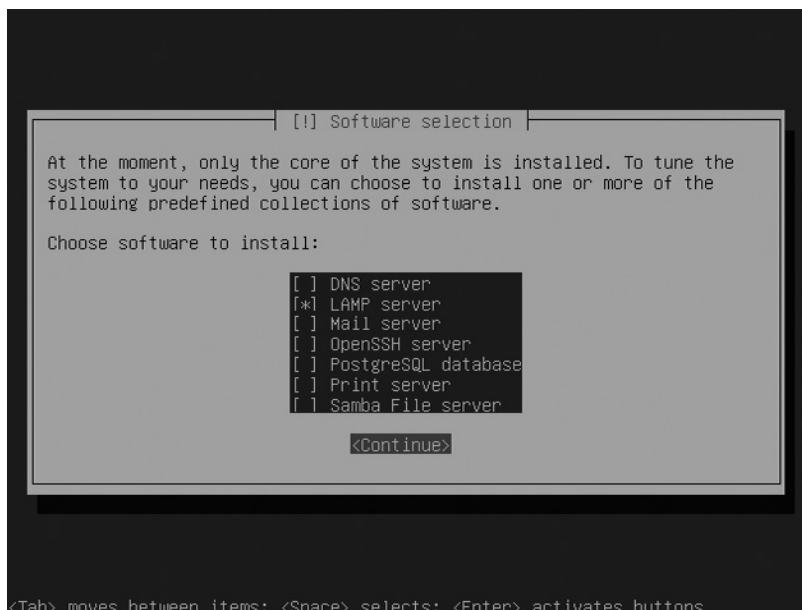 [!] Software selection
At the moment, only the core of the system is installed. To tune the
system to your needs, you can choose to install one or more of the
following predefined collections of software.
Choose software to install:
[ ] DNS server
[*] LAMP server
[ ] Mail server
[ ] OpenSSH server
[ ] PostgreSQL database
[ ] Print server
[ ] Samba File server
<Continue>
<Tab> moves between items; <Space> selects; <Enter> activates buttons